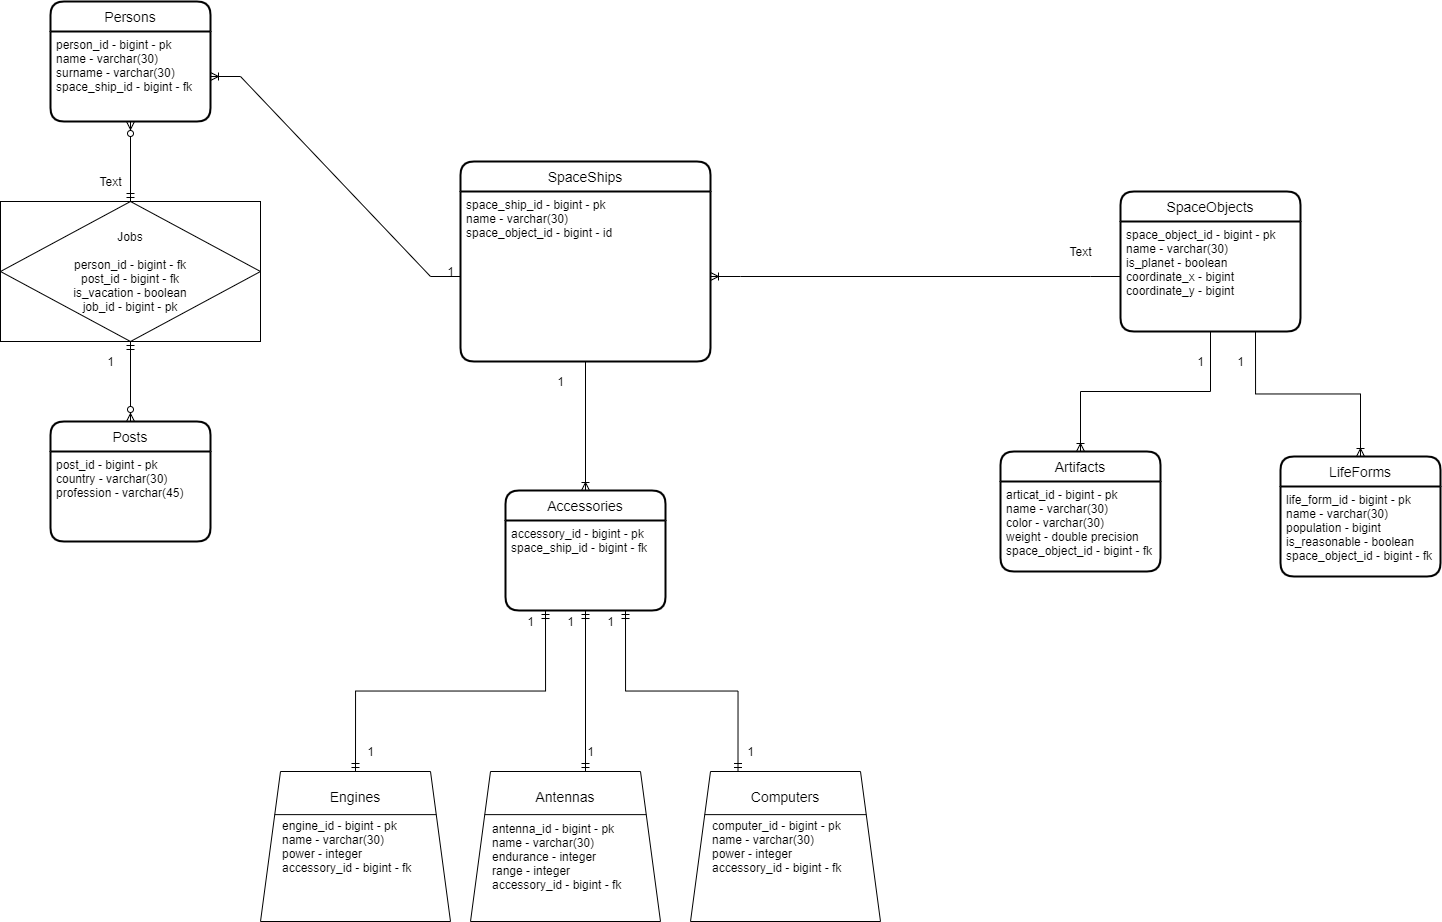 Persons
person_id - bigint - pk
name - varchar(30)
surname - varchar(30)
space_ship_id - bigint - fk
Text
Jobs
person_id - bigint - fk
post_id - bigint - fk
is_vacation - boolean
job_id - bigint - pk
1
Posts
post_id - bigint - pk
country - varchar(30)
profession - varchar(45)
SpaceShips
space_ship_id - bigint - pk
name - varchar(30)
space_object_id - bigint - id
1
1
Text
SpaceObjects
space_object_id - bigint - pk
name - varchar(30)
is_planet - boolean
coordinate_x - bigint
coordinate_y - bigint
1
1
Artifacts
articat_id - bigint - pk
name - varchar(30)
color - varchar(30)
weight - double precision
space_object_id - bigint - fk
LifeForms
life_form_id - bigint - pk
name - varchar(30)
population - bigint
is_reasonable - boolean
space_object_id - bigint - fk
Accessories
accessory_id - bigint - pk
space_ship_id - bigint - fk
1
1
1
1
1
1
Engines
engine_id - bigint - pk
name - varchar(30)
power - integer
accessory_id - bigint - fk
Antennas
antenna_id - bigint - pk
name - varchar(30)
endurance - integer
range - integer
accessory_id - bigint - fk
Computers
computer_id - bigint - pk
name - varchar(30)
power - integer
accessory_id - bigint - fk